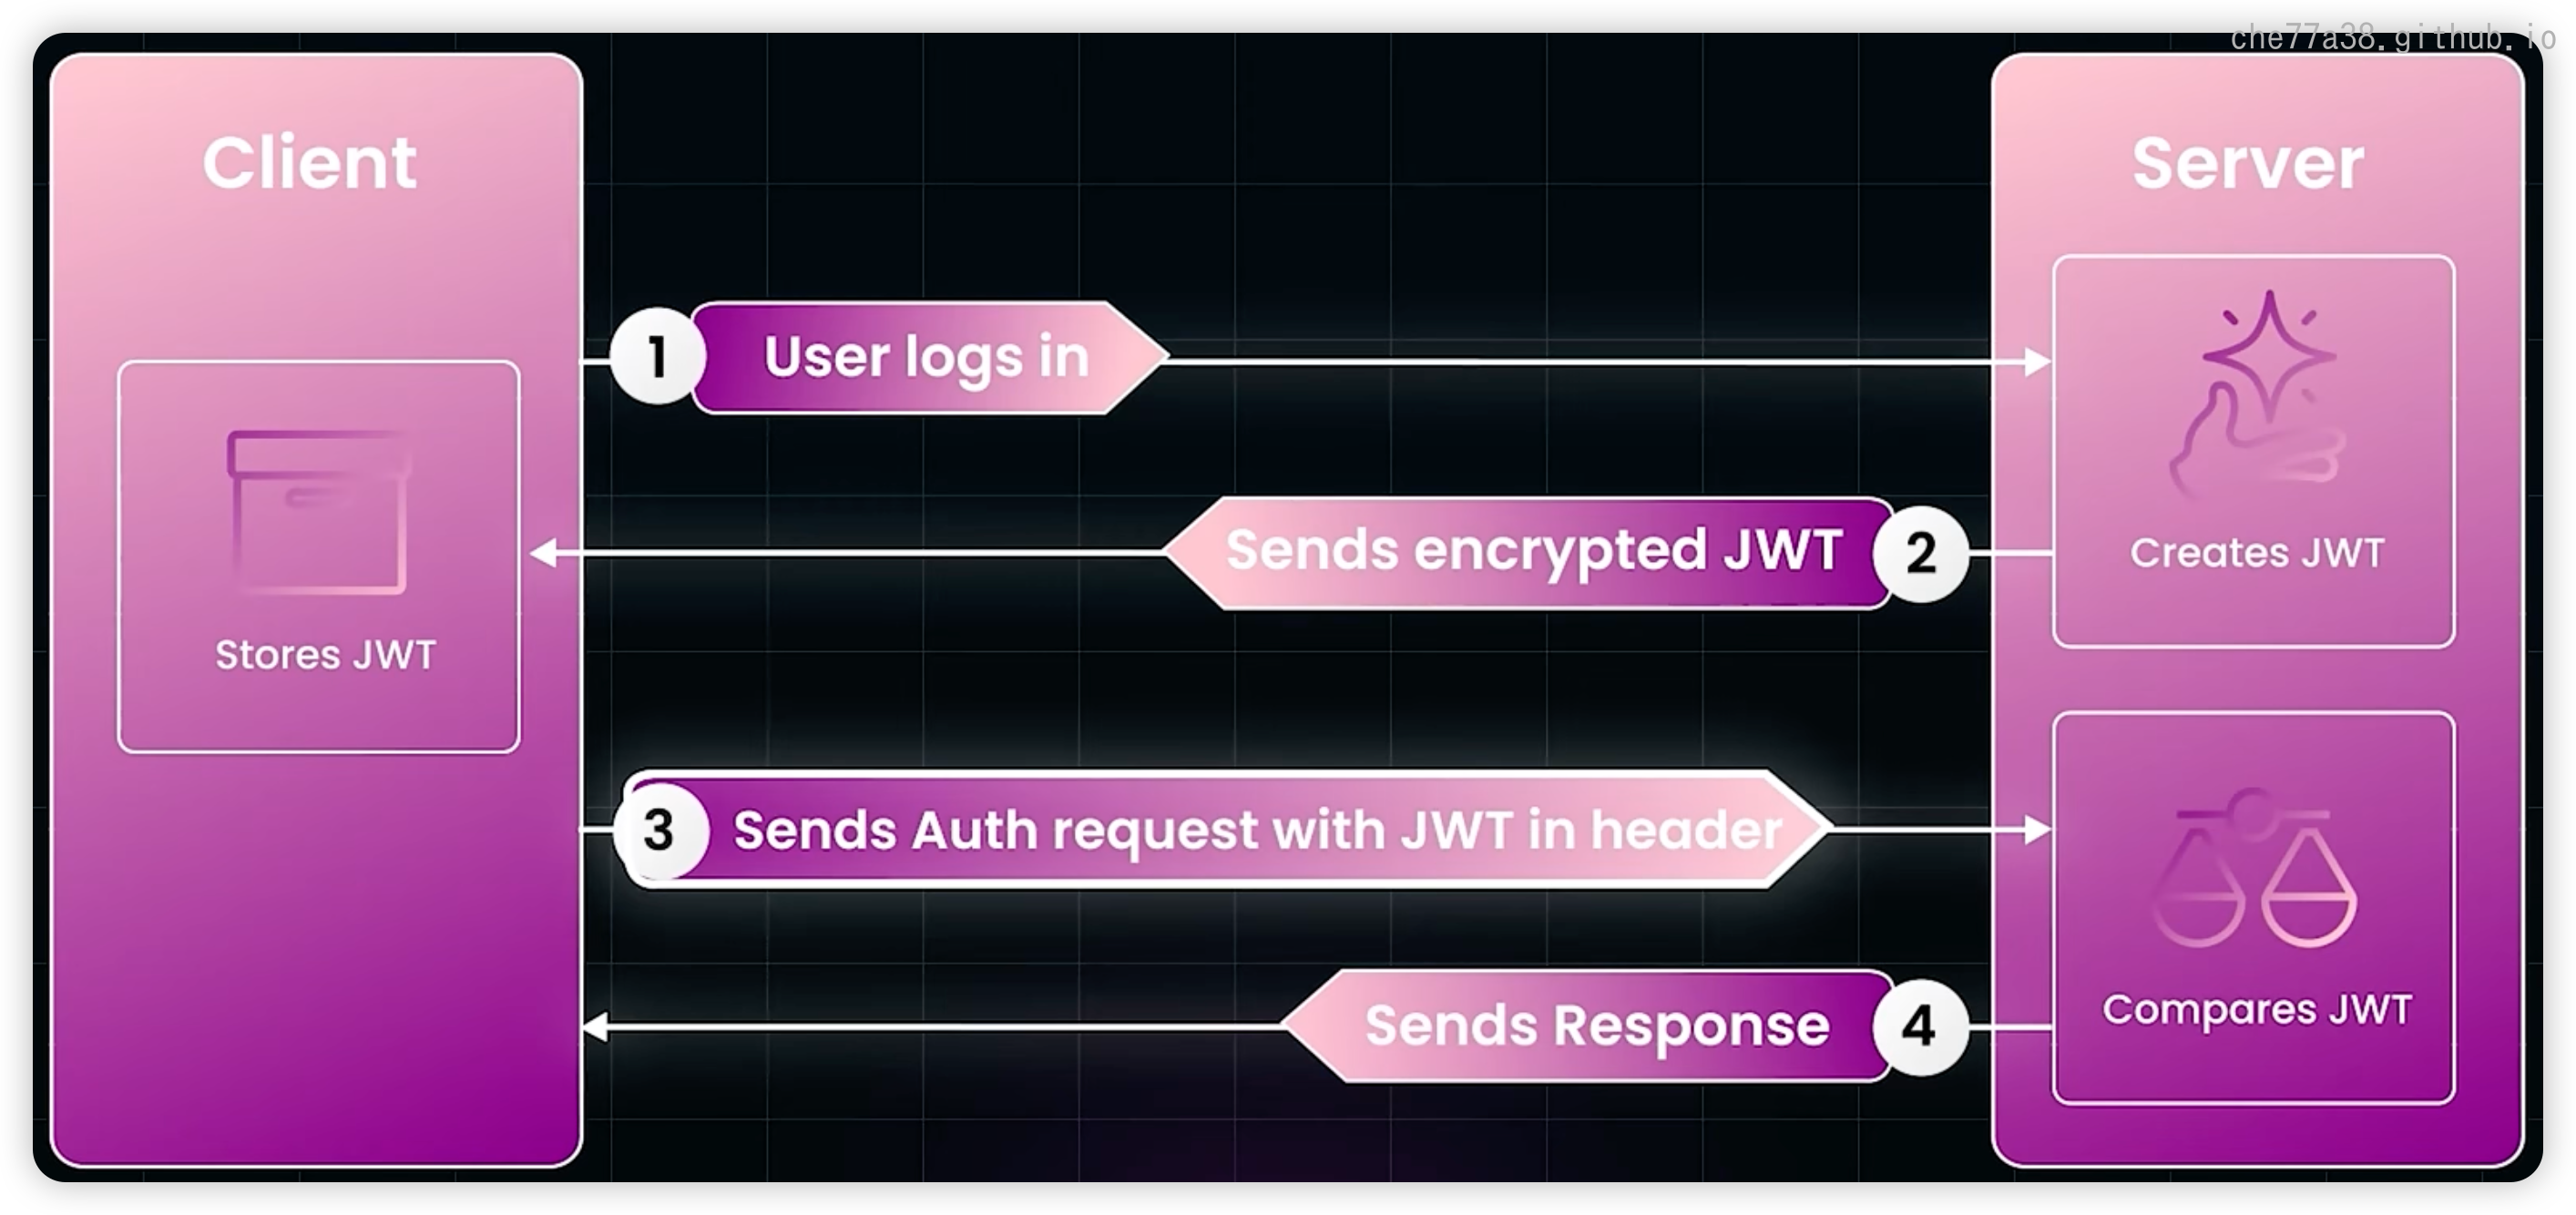 che77a38.github.io
Client
Server
1 User logs in
Creates JWT
Sends encrypted JWT 2
Stores JWT
3 Sends Auth request with JWT in header
Compares JWT
Sends Response 4